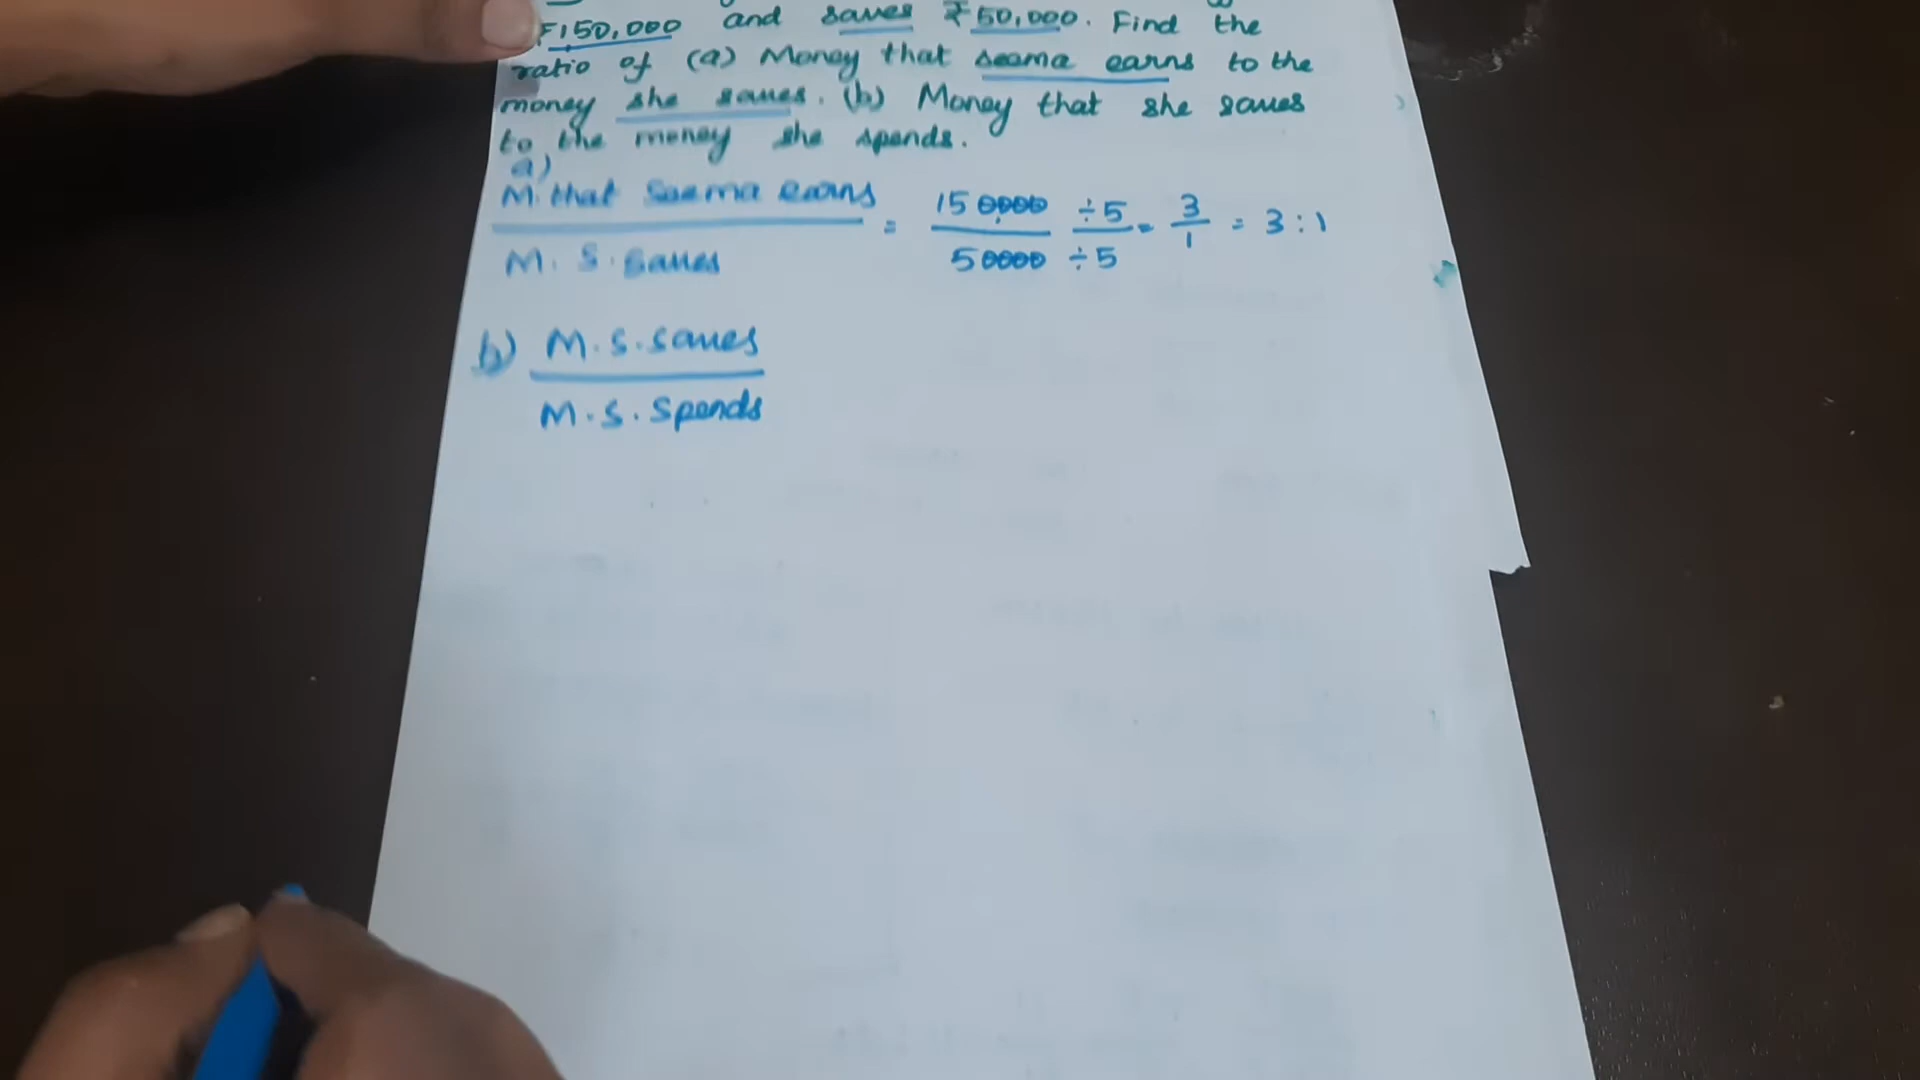 ₹150,000 and saves ₹50,000. Find the
ratio of (a) Money that seema earns to the
money she saves. (b) Money that she saves
to the money she spends.
a)
M. that Seema earns / M. S. saves = 150000 / 50000 ÷5 / ÷5 = 3/1 = 3:1
b) M.S.saves / M.S.Spends